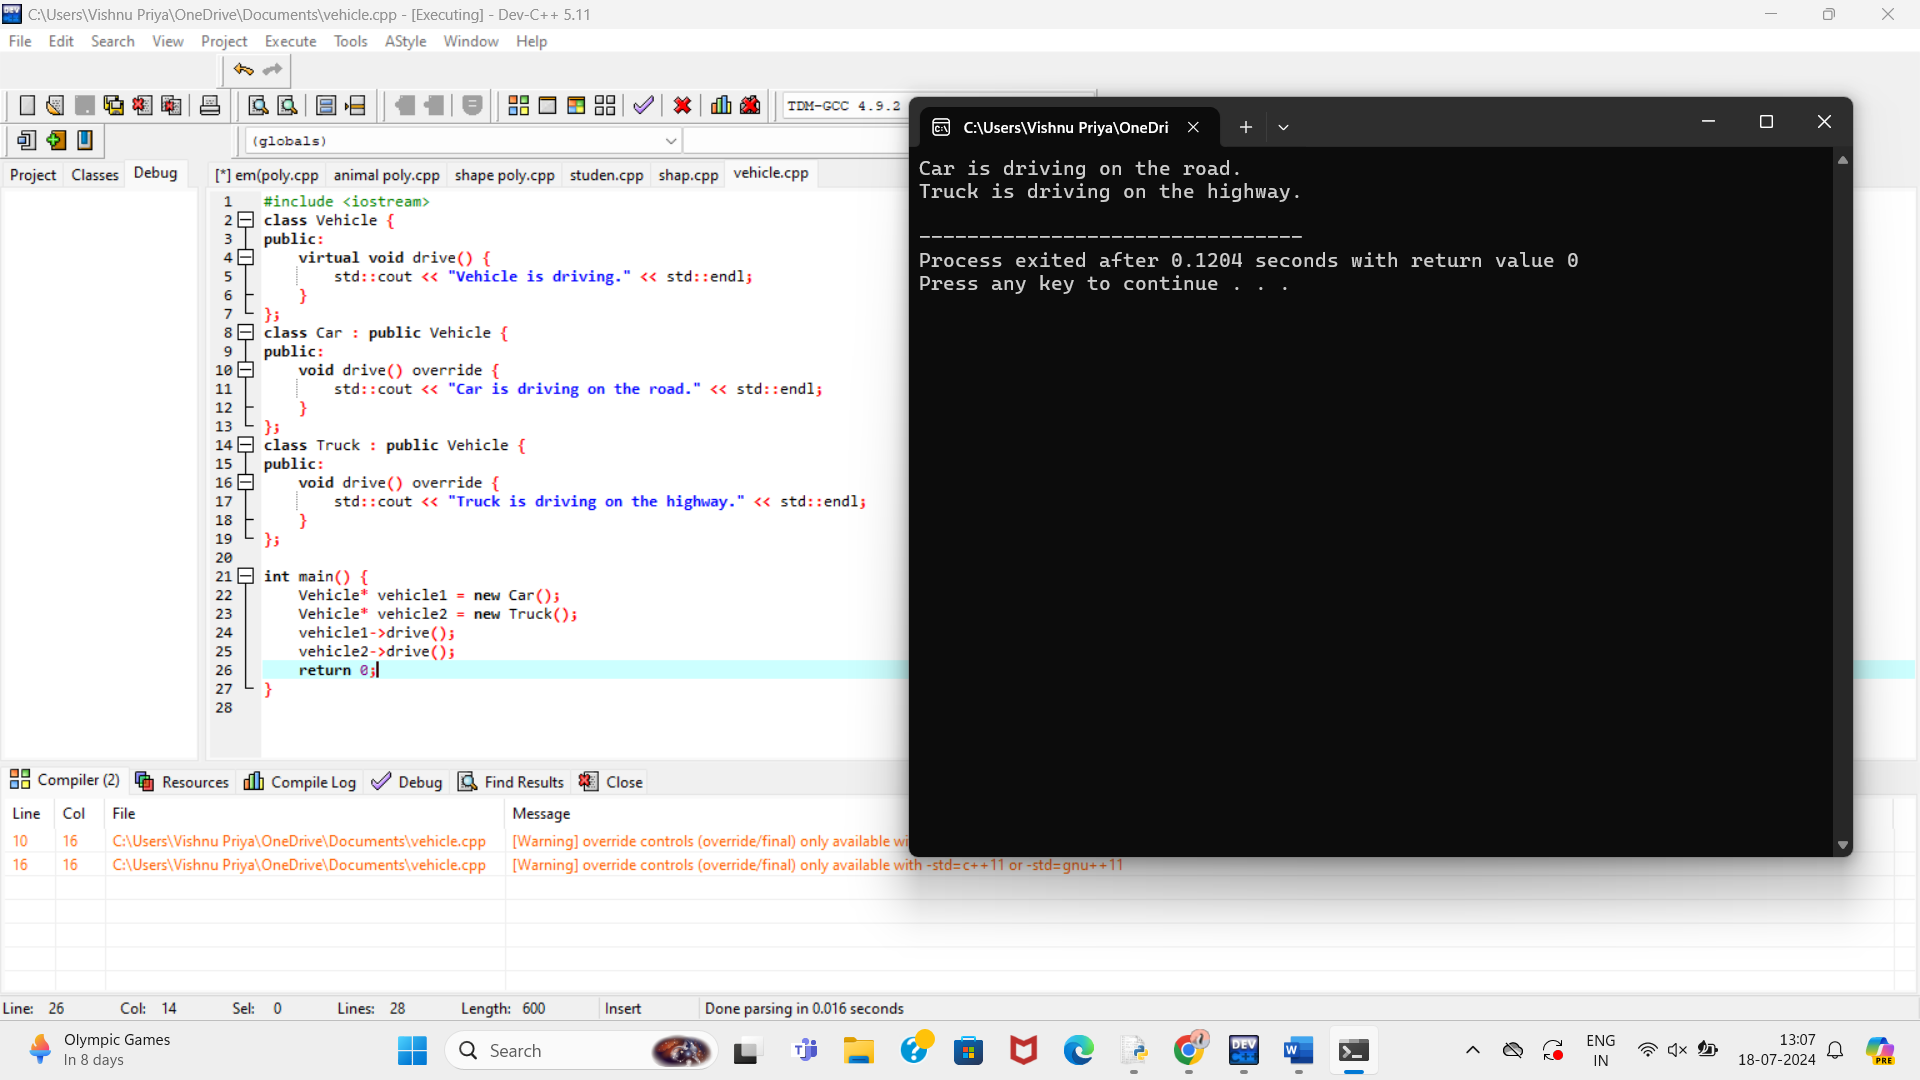 C:\Users\Vishnu Priya\OneDrive\Documents\vehicle.cpp - [Executing] - Dev-C++ 5.11
File Edit Search View Project Execute Tools AStyle Window Help
TDM-GCC 4.9.2
(globals)
Project Classes Debug
[*] em(poly.cpp animal poly.cpp shape poly.cpp studen.cpp shap.cpp vehicle.cpp
1 #include <iostream>
2 class Vehicle {
3 public:
4 virtual void drive() {
5 std::cout << "Vehicle is driving." << std::endl;
6 }
7 };
8 class Car : public Vehicle {
9 public:
10 void drive() override {
11 std::cout << "Car is driving on the road." << std::endl;
12 }
13 };
14 class Truck : public Vehicle {
15 public:
16 void drive() override {
17 std::cout << "Truck is driving on the highway." << std::endl;
18 }
19 };
20
21 int main() {
22 Vehicle* vehicle1 = new Car();
23 Vehicle* vehicle2 = new Truck();
24 vehicle1->drive();
25 vehicle2->drive();
26 return 0;
27 }
28
C:\Users\Vishnu Priya\OneDri
Car is driving on the road.
Truck is driving on the highway.
--------------------------------
Process exited after 0.1204 seconds with return value 0
Press any key to continue . . .
Compiler (2) Resources Compile Log Debug Find Results Close
Line Col File Message
10 16 C:\Users\Vishnu Priya\OneDrive\Documents\vehicle.cpp [Warning] override controls (override/final) only available wi
16 16 C:\Users\Vishnu Priya\OneDrive\Documents\vehicle.cpp [Warning] override controls (override/final) only available with -std=c++11 or -std=gnu++11
Line: 26 Col: 14 Sel: 0 Lines: 28 Length: 600 Insert Done parsing in 0.016 seconds
Olympic Games
In 8 days
Search
DEV
W
ENG
IN
13:07
18-07-2024
PRE